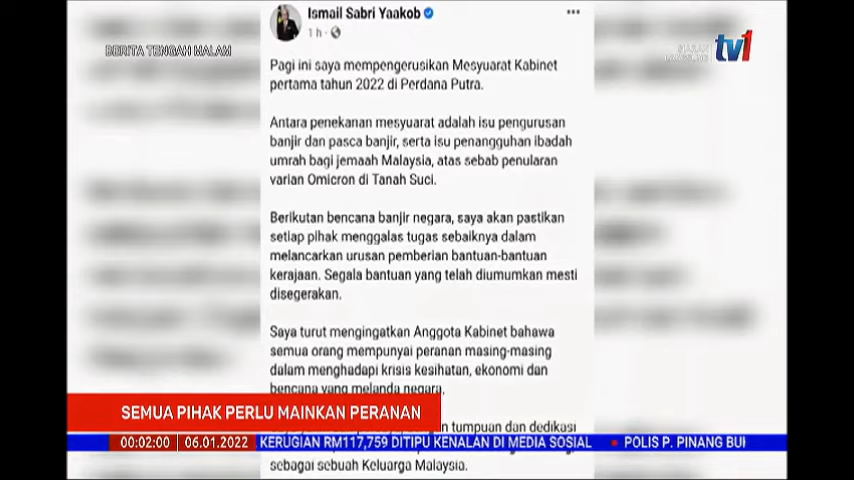 Ismail Sabri Yaakob
1 h
BERITA TENGAH MALAM
SIARAN
tv1
Pagi ini saya mempengerusikan Mesyuarat Kabinet
pertama tahun 2022 di Perdana Putra.
Antara penekanan mesyuarat adalah isu pengurusan
banjir dan pasca banjir, serta isu penangguhan ibadah
umrah bagi jemaah Malaysia, atas sebab penularan
varian Omicron di Tanah Suci.
Berikutan bencana banjir negara, saya akan pastikan
setiap pihak menggalas tugas sebaiknya dalam
melancarkan urusan pemberian bantuan-bantuan
kerajaan. Segala bantuan yang telah diumumkan mesti
disegerakan.
Saya turut mengingatkan Anggota Kabinet bahawa
semua orang mempunyai peranan masing-masing
dalam menghadapi krisis kesihatan, ekonomi dan
bencana yang melanda negara.
SEMUA PIHAK PERLU MAINKAN PERANAN
tumpuan dan dedikasi
00:02:00 06.01.2022 KERUGIAN RM117,759 DITIPU KENALAN DI MEDIA SOSIAL • POLIS P. PINANG
sebagai sebuah Keluarga Malaysia.